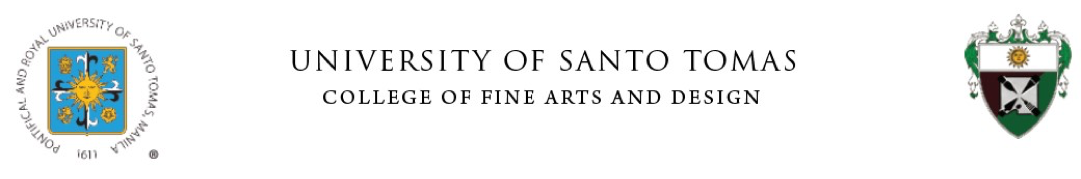 PONTIFICAL AND ROYAL UNIVERSITY OF SANTO TOMAS, MANILA
1611
®
UNIVERSITY OF SANTO TOMAS
COLLEGE OF FINE ARTS AND DESIGN